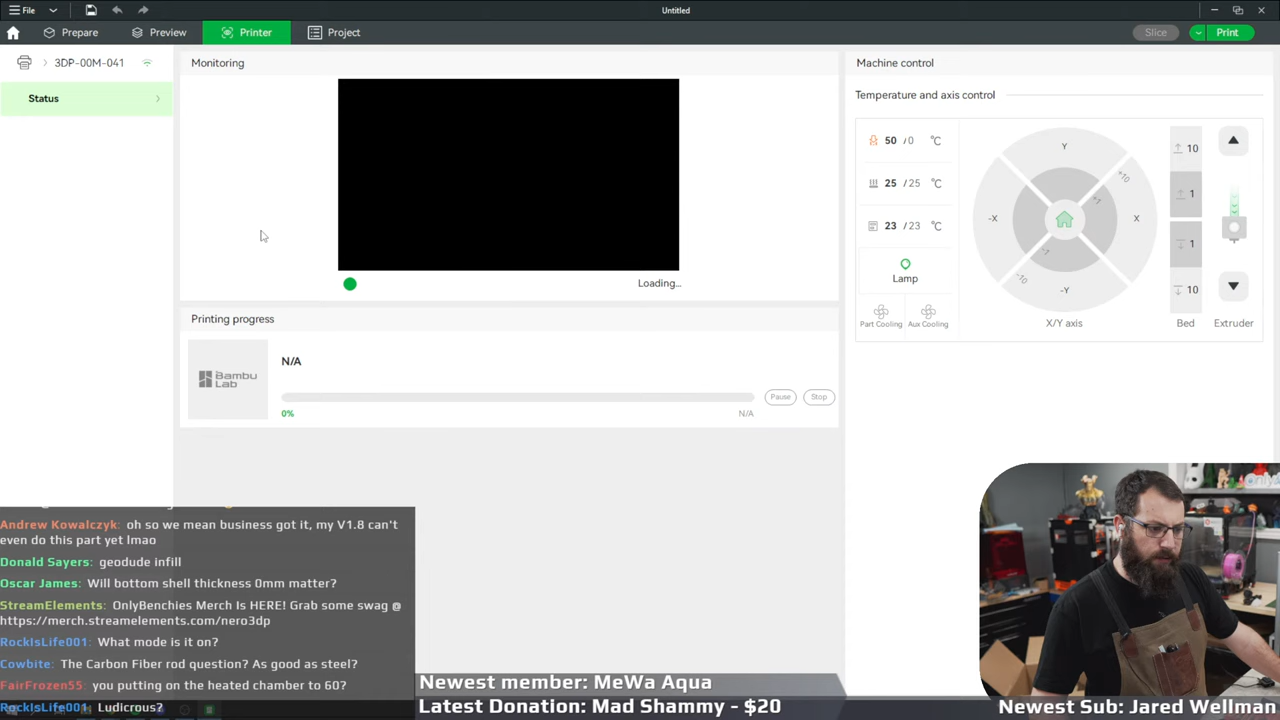 File
Untitled
Prepare
Preview
Printer
Project
Slice
Print
3DP-00M-041
Status
Monitoring
Loading...
Printing progress
Bambu
Lab
N/A
0%
N/A
Pause
Stop
Machine control
Temperature and axis control
50 /0 °C
25 /25 °C
23 /23 °C
Lamp
Part Cooling
Aux Cooling
Y
-X
X
-Y
+10
+1
-1
-10
X/Y axis
10
1
1
10
Bed
Extruder
Andrew Kowalczyk: oh so we mean business got it, my V1.8 can't
even do this part yet lmao
Donald Sayers: geodude infill
Oscar James: Will bottom shell thickness 0mm matter?
StreamElements: OnlyBenchies Merch Is HERE! Grab some swag @
https://merch.streamelements.com/nero3dp
RockIsLife001: What mode is it on?
Cowbite: The Carbon Fiber rod question? As good as steel?
FairFrozen55: you putting on the heated chamber to 60?
RockIsLife001: Ludicrous?
Newest member: MeWa Aqua
Latest Donation: Mad Shammy - $20
Newest Sub: Jared Wellman